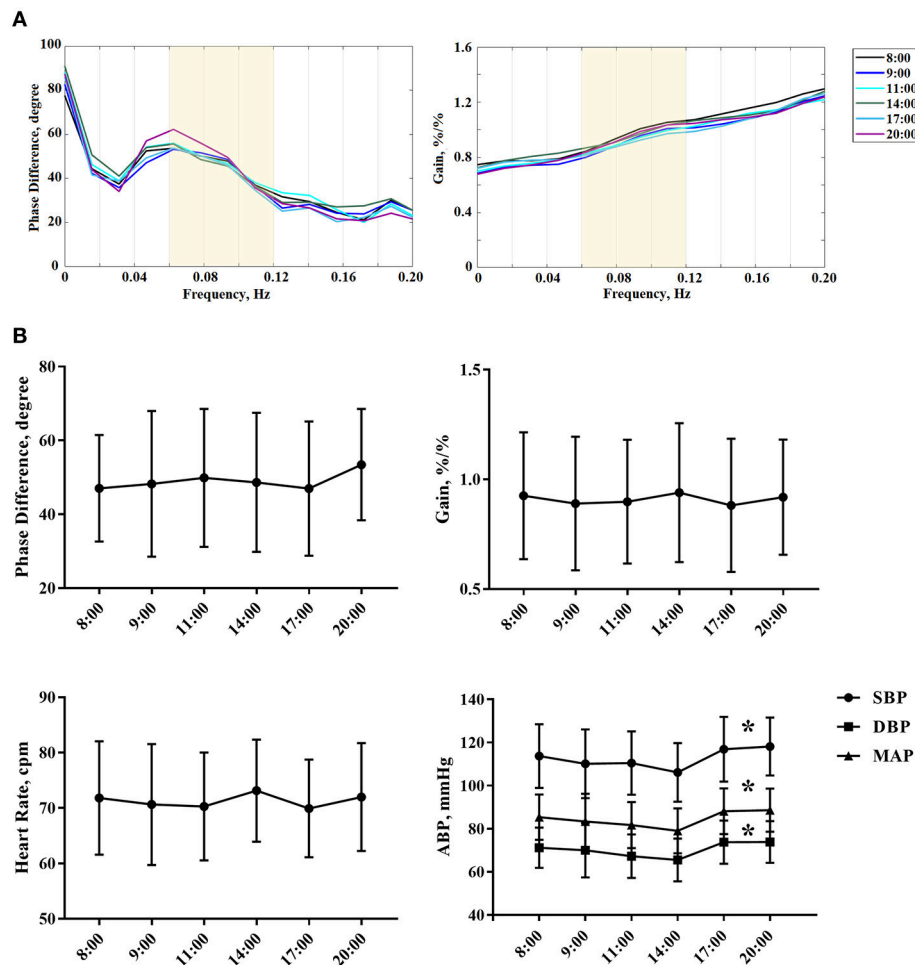 A
100
80
60
40
20
0
Phase Difference, degree
0 0.04 0.08 0.12 0.16 0.20
Frequency, Hz
1.6
1.2
0.8
0.4
0
Gain, %/%
0 0.04 0.08 0.12 0.16 0.20
Frequency, Hz
8:00
9:00
11:00
14:00
17:00
20:00
B
80
60
40
20
Phase Difference, degree
8:00 9:00 11:00 14:00 17:00 20:00
1.5
1.0
0.5
Gain, %/%
8:00 9:00 11:00 14:00 17:00 20:00
90
80
70
60
50
Heart Rate, cpm
8:00 9:00 11:00 14:00 17:00 20:00
140
120
100
80
60
40
ABP, mmHg
*
*
*
8:00 9:00 11:00 14:00 17:00 20:00
SBP
DBP
MAP